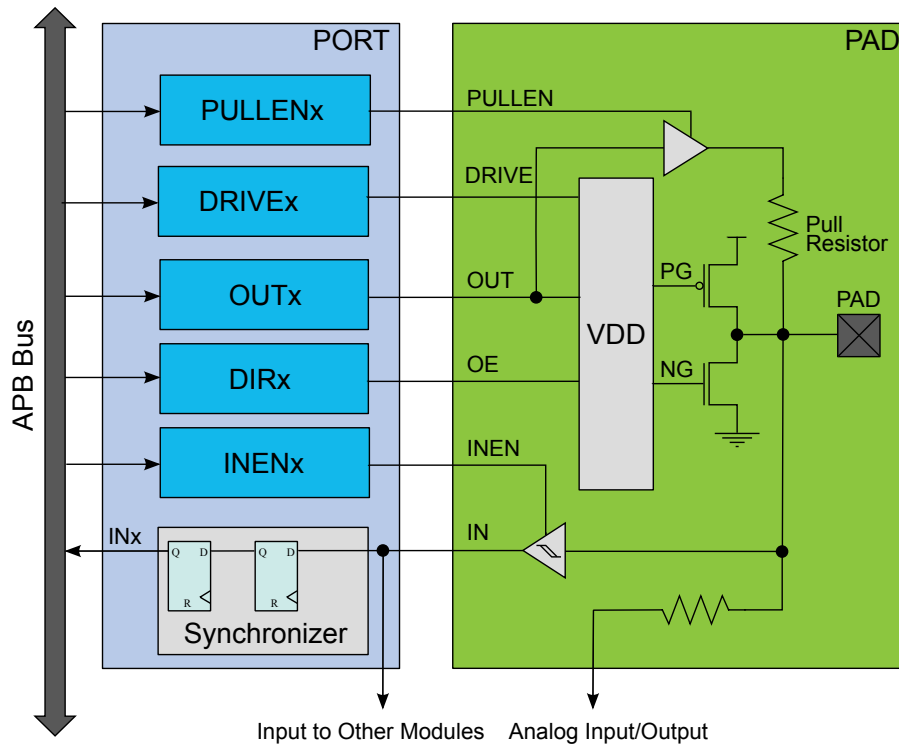 PORT
PAD
PULLENx
PULLEN
DRIVEx
DRIVE
Pull
Resistor
OUTx
OUT
PG
PAD
VDD
APB Bus
DIRx
OE
NG
INENx
INEN
INx
Q D
R
Q D
R
IN
Synchronizer
Input to Other Modules
Analog Input/Output